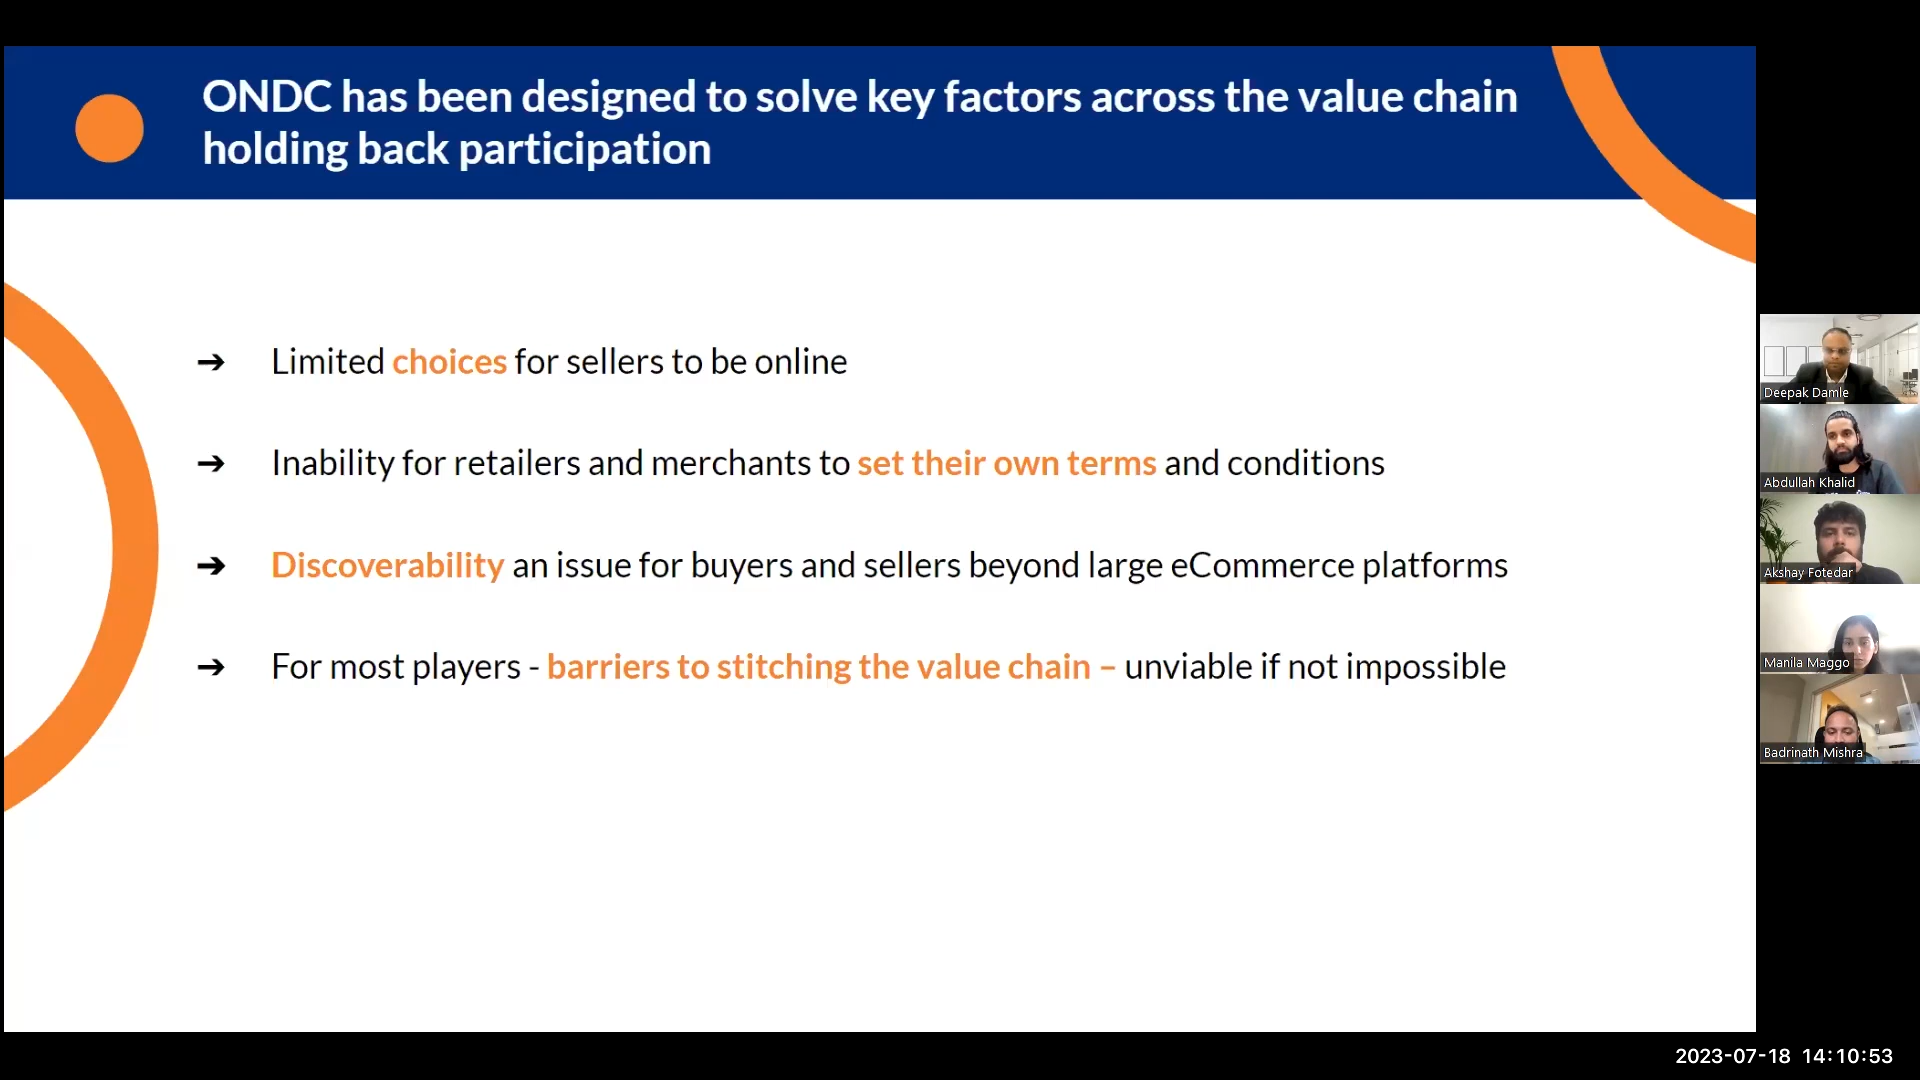 ONDC has been designed to solve key factors across the value chain
holding back participation
➔ Limited choices for sellers to be online
➔ Inability for retailers and merchants to set their own terms and conditions
➔ Discoverability an issue for buyers and sellers beyond large eCommerce platforms
➔ For most players - barriers to stitching the value chain – unviable if not impossible
Deepak Damle
Abdullah Khalid
Akshay Fotedar
Manila Maggo
Badrinath Mishra
2023-07-18 14:10:53